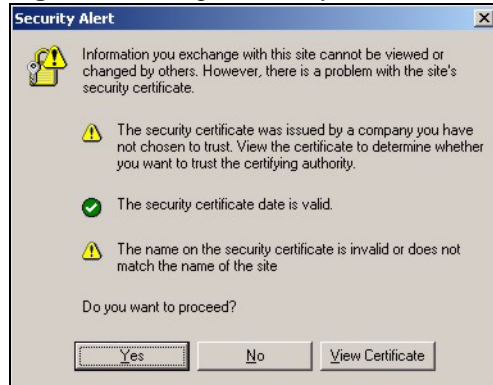 Security Alert
Information you exchange with this site cannot be viewed or
changed by others. However, there is a problem with the site's
security certificate.
The security certificate was issued by a company you have
not chosen to trust. View the certificate to determine whether
you want to trust the certifying authority.
The security certificate date is valid.
The name on the security certificate is invalid or does not
match the name of the site
Do you want to proceed?
Yes No View Certificate